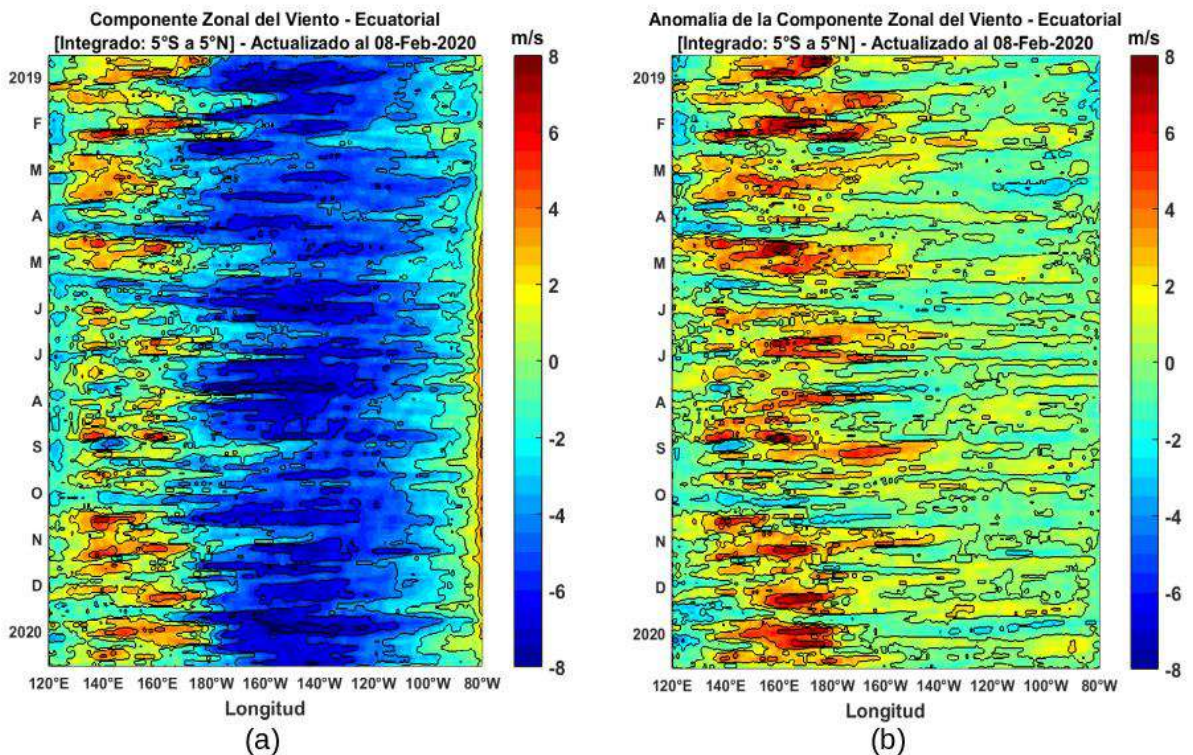 Componente Zonal del Viento - Ecuatorial
[Integrado: 5°S a 5°N] - Actualizado al 08-Feb-2020
m/s
2019
F
M
A
M
J
J
A
S
O
N
D
2020
8
6
4
2
0
-2
-4
-6
-8
120°E 140°E 160°E 180°W 160°W 140°W 120°W 100°W 80°W
Longitud
(a)
Anomalia de la Componente Zonal del Viento - Ecuatorial
[Integrado: 5°S a 5°N] - Actualizado al 08-Feb-2020
m/s
2019
F
M
A
M
J
J
A
S
O
N
D
2020
8
6
4
2
0
-2
-4
-6
-8
120°E 140°E 160°E 180°W 160°W 140°W 120°W 100°W 80°W
Longitud
(b)